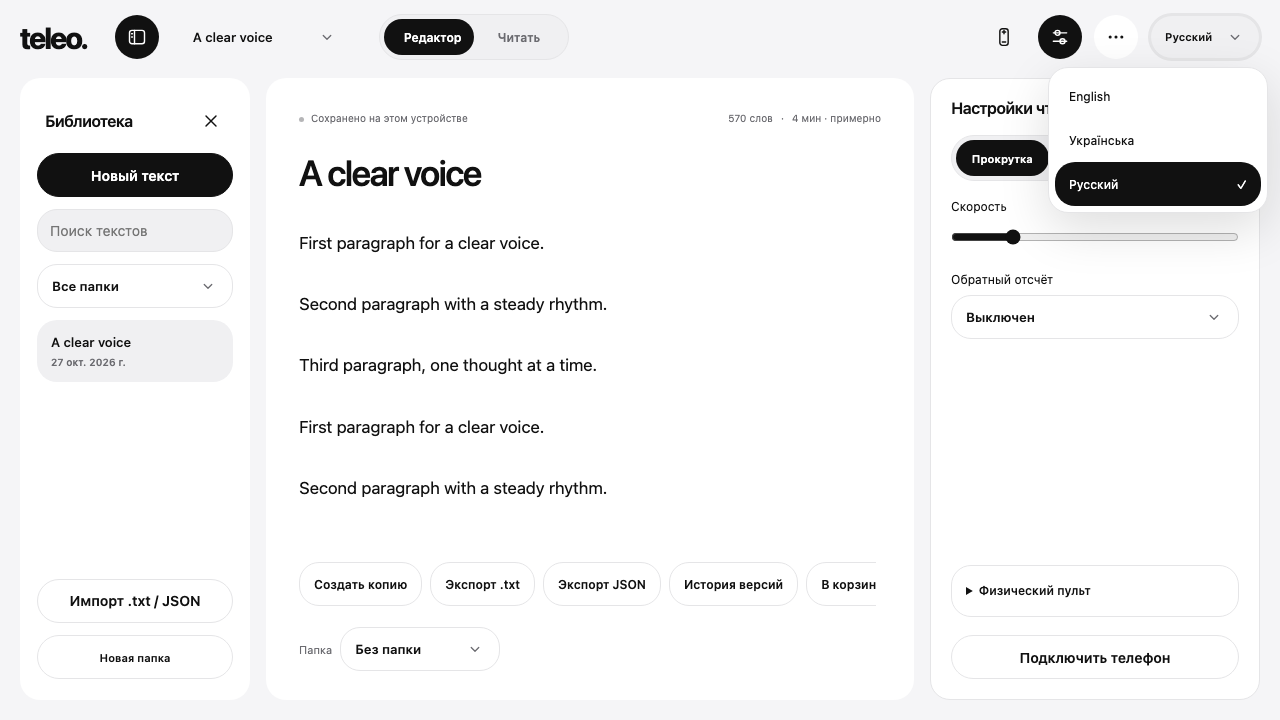 teleo.
A clear voice
Редактор
Читать
Русский
English
Українська
Русский
Библиотека
Новый текст
Поиск текстов
Все папки
A clear voice
27 окт. 2026 г.
Импорт .txt / JSON
Новая папка
Сохранено на этом устройстве
570 слов · 4 мин · примерно
A clear voice
First paragraph for a clear voice.
Second paragraph with a steady rhythm.
Third paragraph, one thought at a time.
First paragraph for a clear voice.
Second paragraph with a steady rhythm.
Создать копию
Экспорт .txt
Экспорт JSON
История версий
В корзин
Папка
Без папки
Настройки чт
Прокрутка
Скорость
Обратный отсчёт
Выключен
Физический пульт
Подключить телефон